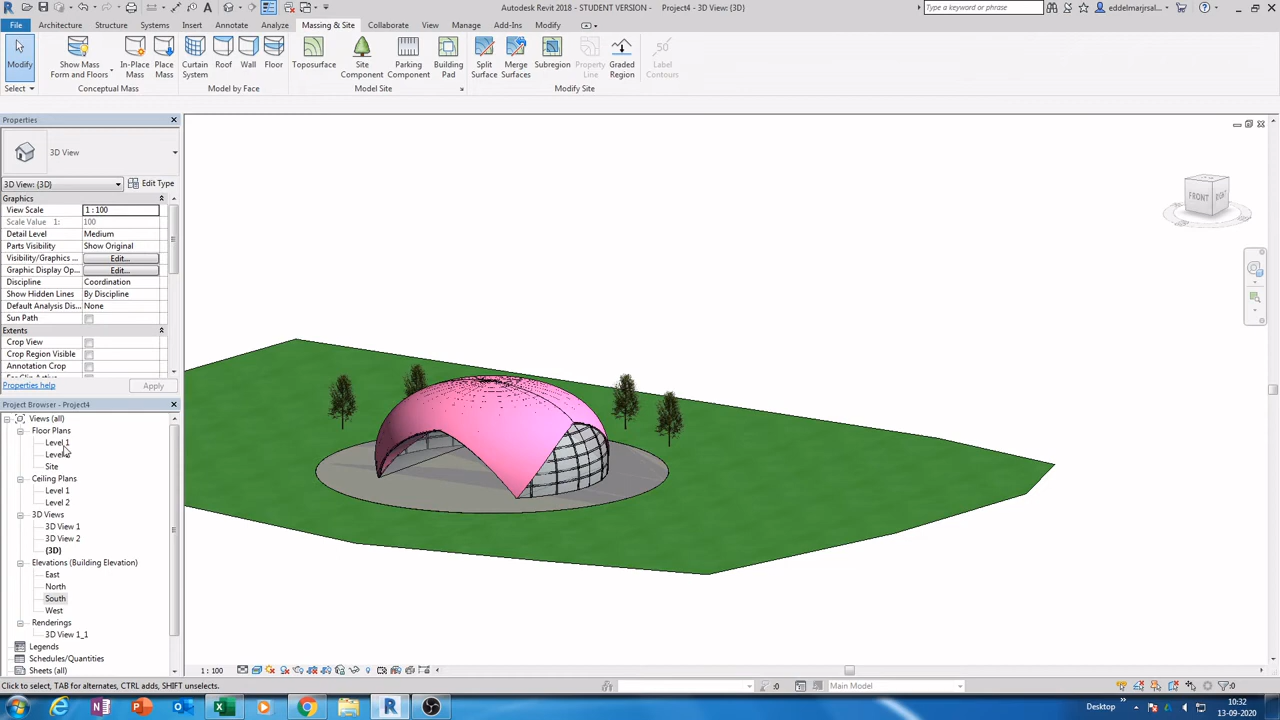 Autodesk Revit 2018 - STUDENT VERSION - Project4 - 3D View: {3D}
Type a keyword or phrase
eddelmarjsal...
File Architecture Structure Systems Insert Annotate Analyze Massing & Site Collaborate View Manage Add-Ins Modify
Modify
Show Mass
Form and Floors
In-Place
Mass
Place
Mass
Curtain
System
Roof
Wall
Floor
Toposurface
Site
Component
Parking
Component
Building
Pad
Split
Surface
Merge
Surfaces
Subregion
Property
Line
Graded
Region
50
Label
Contours
Select
Conceptual Mass
Model by Face
Model Site
Modify Site
Properties
3D View
3D View: {3D}
Edit Type
Graphics
View Scale 1 : 100
Scale Value 1: 100
Detail Level Medium
Parts Visibility Show Original
Visibility/Graphics ... Edit...
Graphic Display Op... Edit...
Discipline Coordination
Show Hidden Lines By Discipline
Default Analysis Dis... None
Sun Path
Extents
Crop View
Crop Region Visible
Annotation Crop
Properties help
Apply
FRONT
Project Browser - Project4
Views (all)
Floor Plans
Level 1
Level
Site
Ceiling Plans
Level 1
Level 2
3D Views
3D View 1
3D View 2
{3D}
Elevations (Building Elevation)
East
North
South
West
Renderings
3D View 1_1
Legends
Schedules/Quantities
Sheets (all)
1 : 100
Click to select, TAB for alternates, CTRL adds, SHIFT unselects.
:0
Main Model
:0
Desktop
10:32
13-09-2020